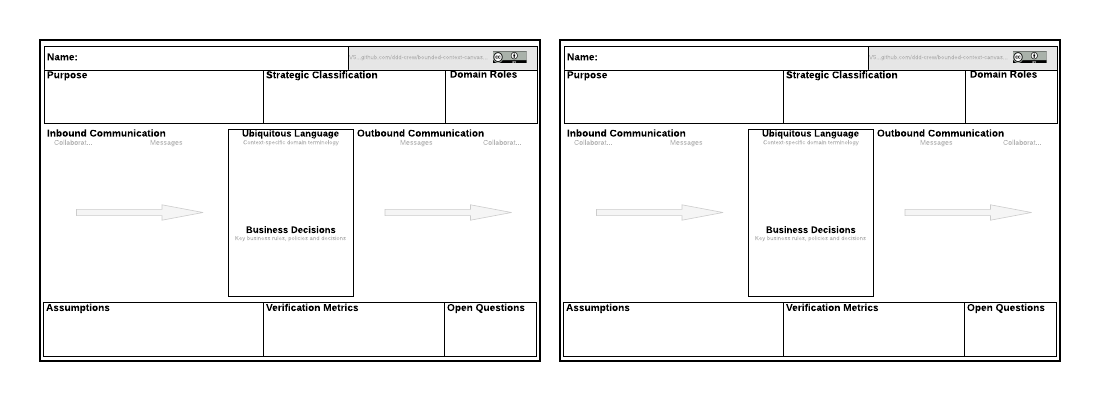 Name:
V5...github.com/ddd-crew/bounded-context-canvas...
Purpose
Strategic Classification
Domain Roles
Inbound Communication
Collaborat...
Messages
Ubiquitous Language
Context-specific domain terminology
Business Decisions
Key business rules, policies and decisions
Outbound Communication
Messages
Collaborat...
Assumptions
Verification Metrics
Open Questions
Name:
V5...github.com/ddd-crew/bounded-context-canvas...
Purpose
Strategic Classification
Domain Roles
Inbound Communication
Collaborat...
Messages
Ubiquitous Language
Context-specific domain terminology
Business Decisions
Key business rules, policies and decisions
Outbound Communication
Messages
Collaborat...
Assumptions
Verification Metrics
Open Questions